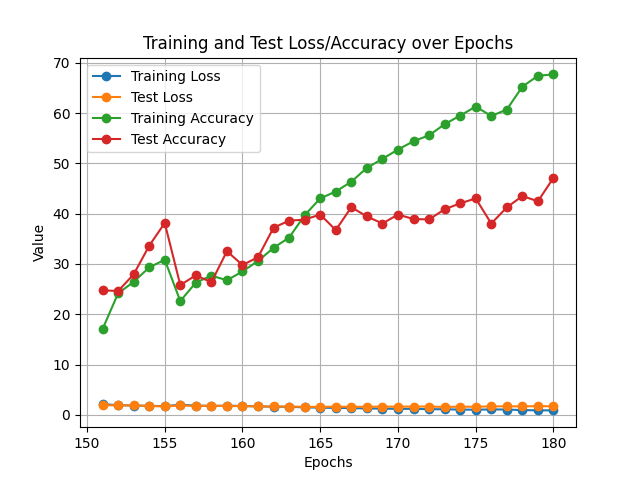 Training and Test Loss/Accuracy over Epochs
Training Loss
Test Loss
Training Accuracy
Test Accuracy
Value
70
60
50
40
30
20
10
0
150
155
160
165
170
175
180
Epochs